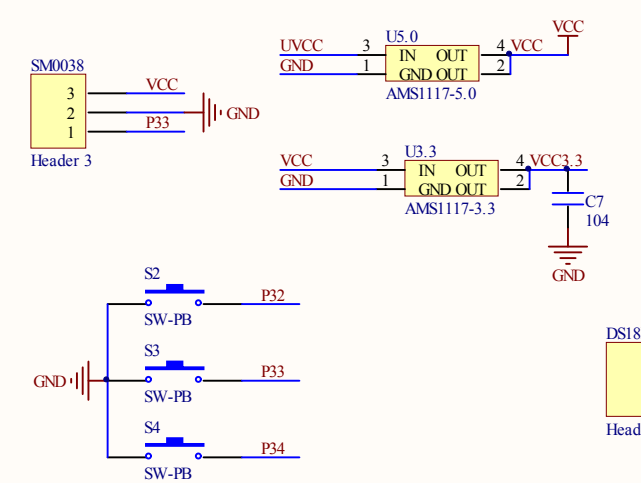 SM0038
3 VCC
2 GND
1 P33
Header 3
U5.0
VCC
UVCC 3 IN OUT 4 VCC
GND 1 GND OUT 2
AMS1117-5.0
U3.3
VCC 3 IN OUT 4 VCC3.3
GND 1 GND OUT 2
AMS1117-3.3
C7
104
GND
S2
P32
SW-PB
S3
GND P33
SW-PB
S4
P34
SW-PB
DS18
Head